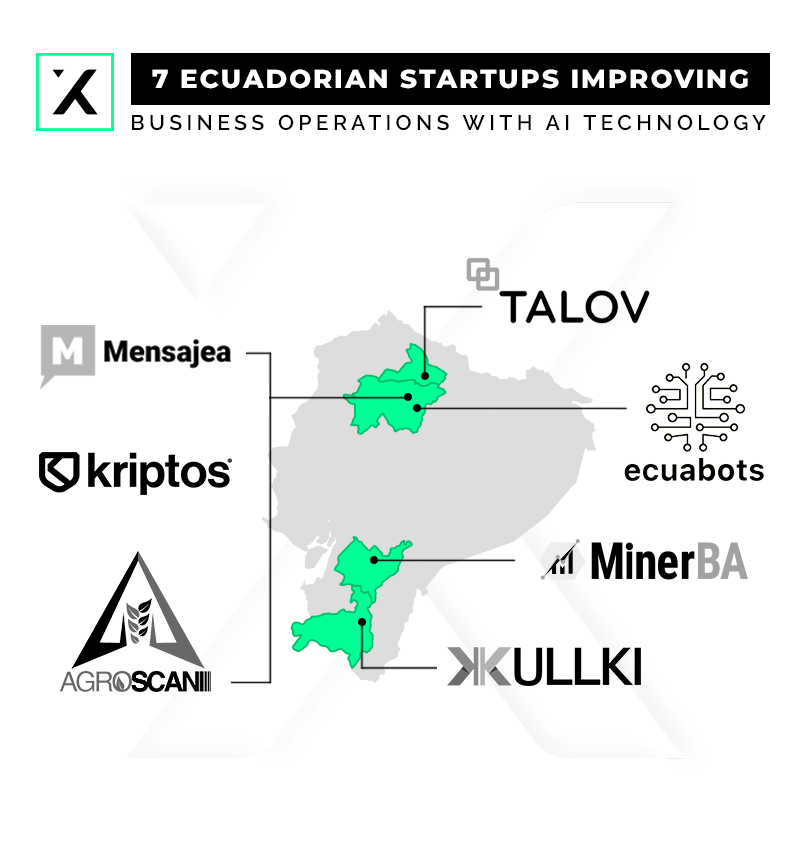 7 ECUADORIAN STARTUPS IMPROVING
BUSINESS OPERATIONS WITH AI TECHNOLOGY
TALOV
M Mensajea
kriptos
ecuabots
MinerBA
AGROSCAN
KULLKI